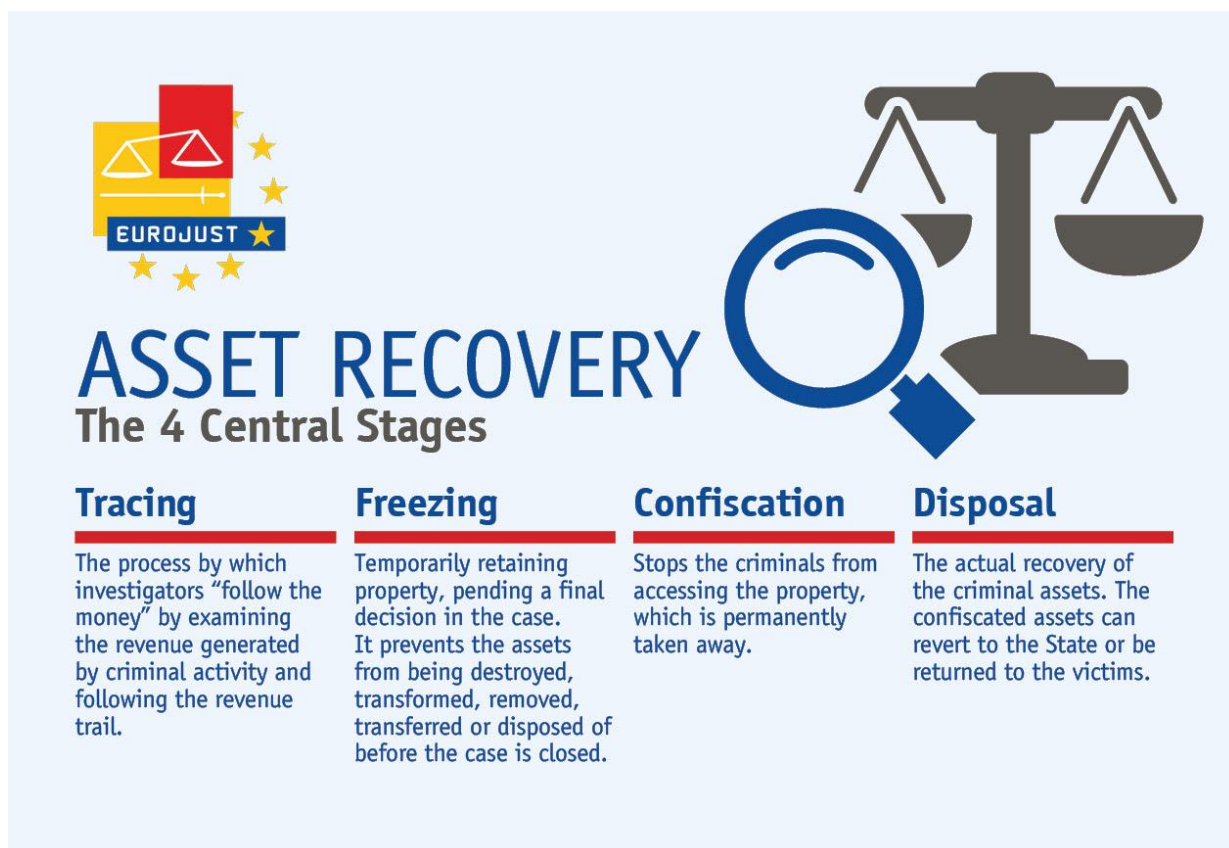 EUROJUST
ASSET RECOVERY
The 4 Central Stages
Tracing
The process by which
investigators “follow the
money” by examining
the revenue generated
by criminal activity and
following the revenue
trail.
Freezing
Temporarily retaining
property, pending a final
decision in the case.
It prevents the assets
from being destroyed,
transformed, removed,
transferred or disposed of
before the case is closed.
Confiscation
Stops the criminals from
accessing the property,
which is permanently
taken away.
Disposal
The actual recovery of
the criminal assets. The
confiscated assets can
revert to the State or be
returned to the victims.